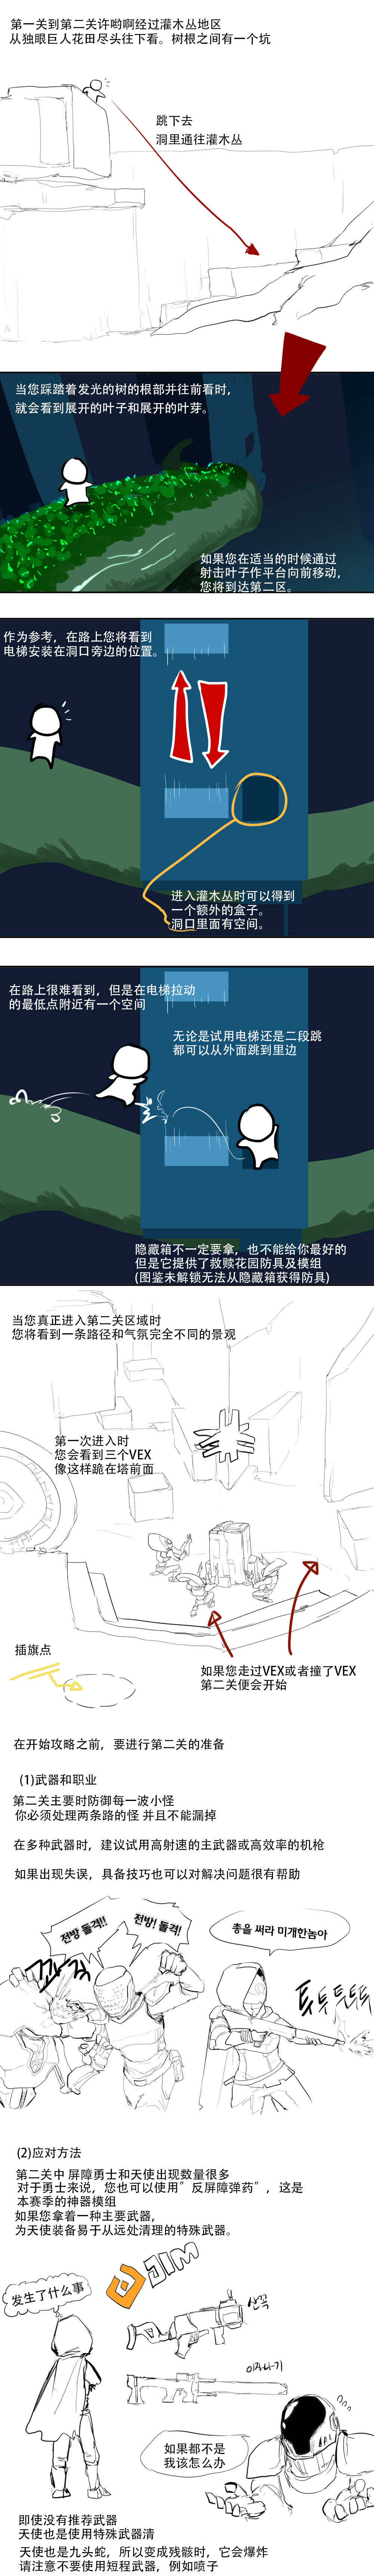 第一关到第二关许哟啊经过灌木丛地区
从独眼巨人花田尽头往下看。树根之间有一个坑
跳下去
洞里通往灌木丛
当您踩踏着发光的树的根部并往前看时,
就会看到展开的叶子和展开的叶芽。
如果您在适当的时候通过
射击叶子作平台向前移动,
您将到达第二区。
作为参考，在路上您将看到
电梯安装在洞口旁边的位置。
进入灌木丛时可以得到
一个额外的盒子。
洞口里面有空间。
在路上很难看到，但是在电梯拉动
的最低点附近有一个空间
无论是试用电梯还是二段跳
都可以从外面跳到里边
隐藏箱不一定要拿，也不能给你最好的
但是它提供了救赎花园防具及模组
(图鉴未解锁无法从隐藏箱获得防具)
当您真正进入第二关区域时
您将看到一条路径和气氛完全不同的景观
第一次进入时
您会看到三个VEX
像这样跪在塔前面
插旗点
如果您走过VEX或者撞了VEX
第二关便会开始
在开始攻略之前，要进行第二关的准备
(1)武器和职业
第二关主要时防御每一波小怪
你必须处理两条路的怪 并且不能漏掉
在多种武器时，建议试用高射速的主武器或高效率的机枪
如果出现失误，具备技巧也可以对解决问题很有帮助
전방 돌격!!
전방! 돌격!
총을 써라 미개한놈아
투투투투
(2)应对方法
第二关中 屏障勇士和天使出现数量很多
对于勇士来说，您也可以使用”反屏障弹药”，这是
本赛季的神器模组
如果您拿着一种主要武器,
为天使装备易于从远处清理的特殊武器。
发生了什么事
JIM
산꼭
이자나기
如果都不是
我该怎么办
即使没有推荐武器
天使也是使用特殊武器清
天使也是九头蛇，所以变成残骸时，它会爆炸
请注意不要使用短程武器，例如喷子